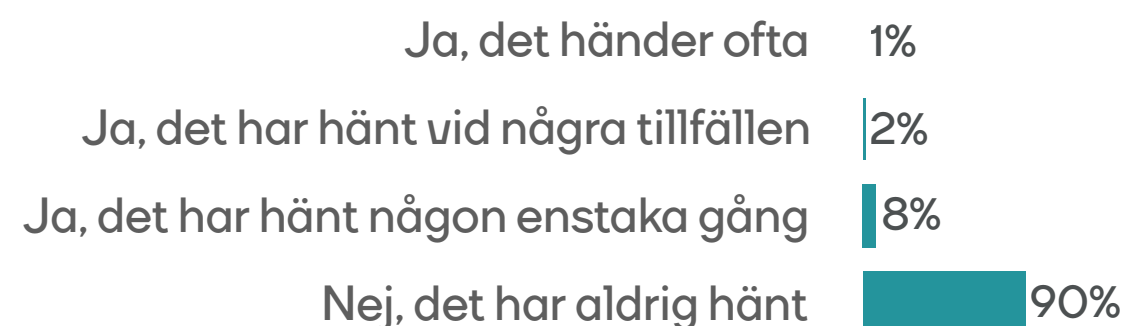 Ja, det händer ofta 1%
Ja, det har hänt vid några tillfällen 2%
Ja, det har hänt någon enstaka gång 8%
Nej, det har aldrig hänt 90%